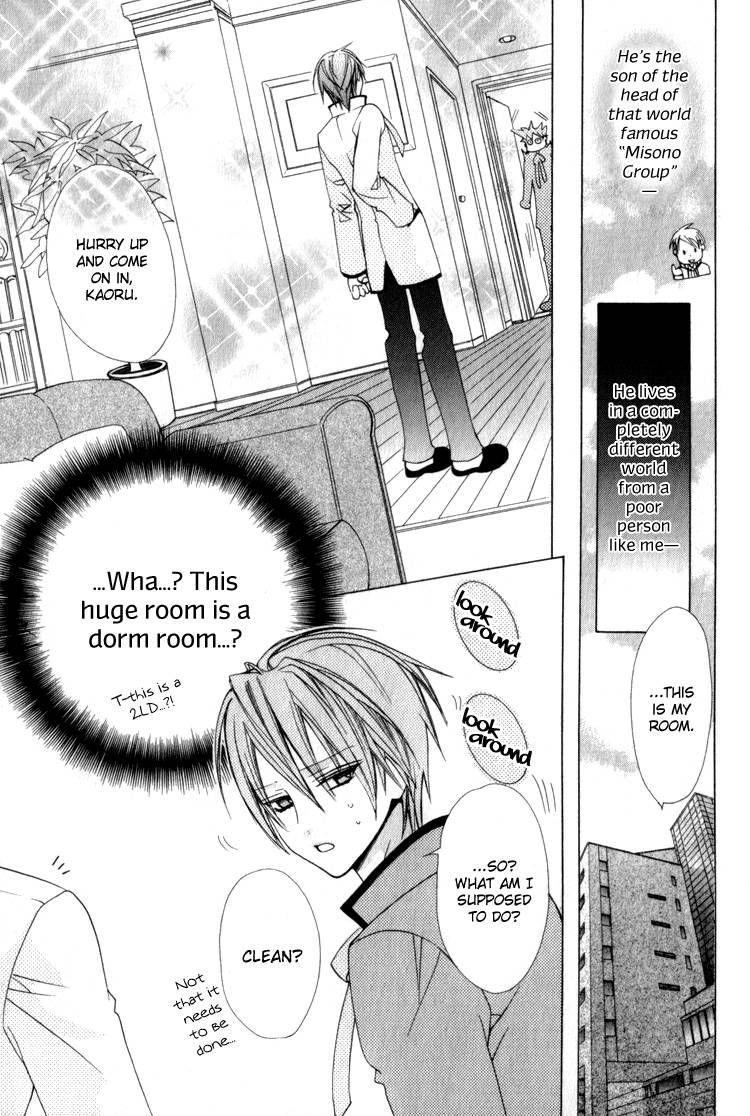 He's the
son of the
head of
that world
famous
"Misono
Group"
—
He lives
in a com-
pletely
different
world
from a
poor
person
like me—
...THIS
IS MY
ROOM.
HURRY UP
AND COME
ON IN,
KAORU.
...Wha...? This
huge room is a
dorm room...?
T-this is a
2LD...?!
look
around
look
around
...SO?
WHAT AM I
SUPPOSED
TO DO?
CLEAN?
Not
that it
needs
to be
done...